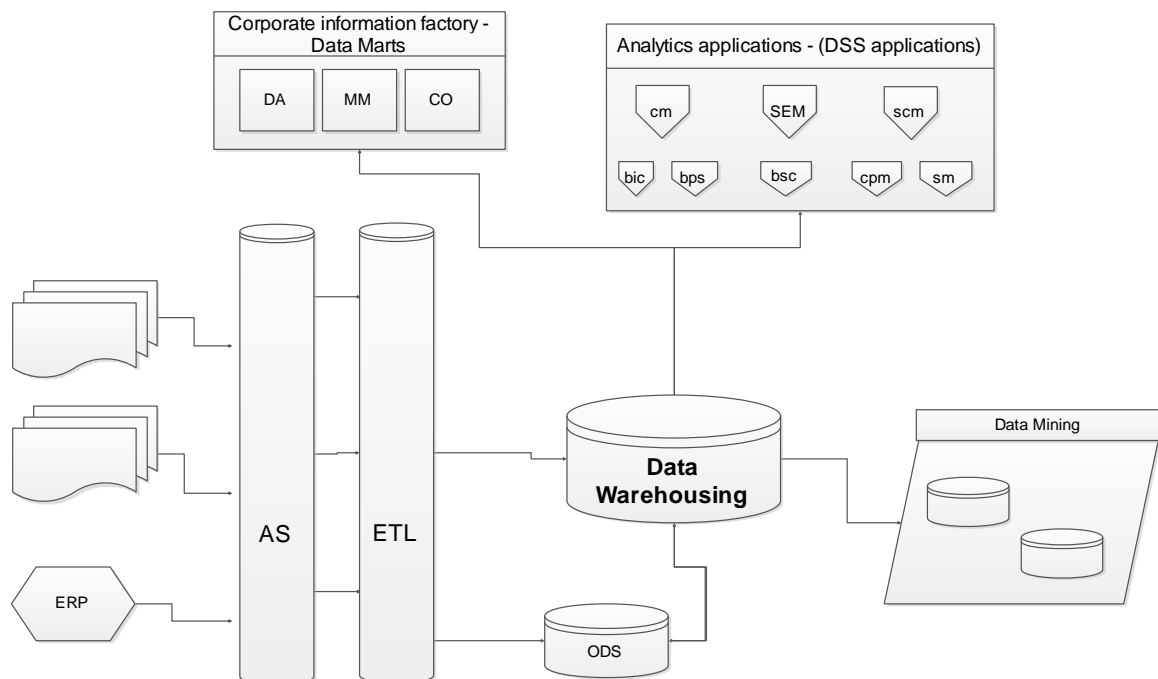 Corporate information factory -
Data Marts
DA
MM
CO
Analytics applications - (DSS applications)
cm
SEM
scm
bic
bps
bsc
cpm
sm
AS
ETL
ERP
Data
Warehousing
ODS
Data Mining